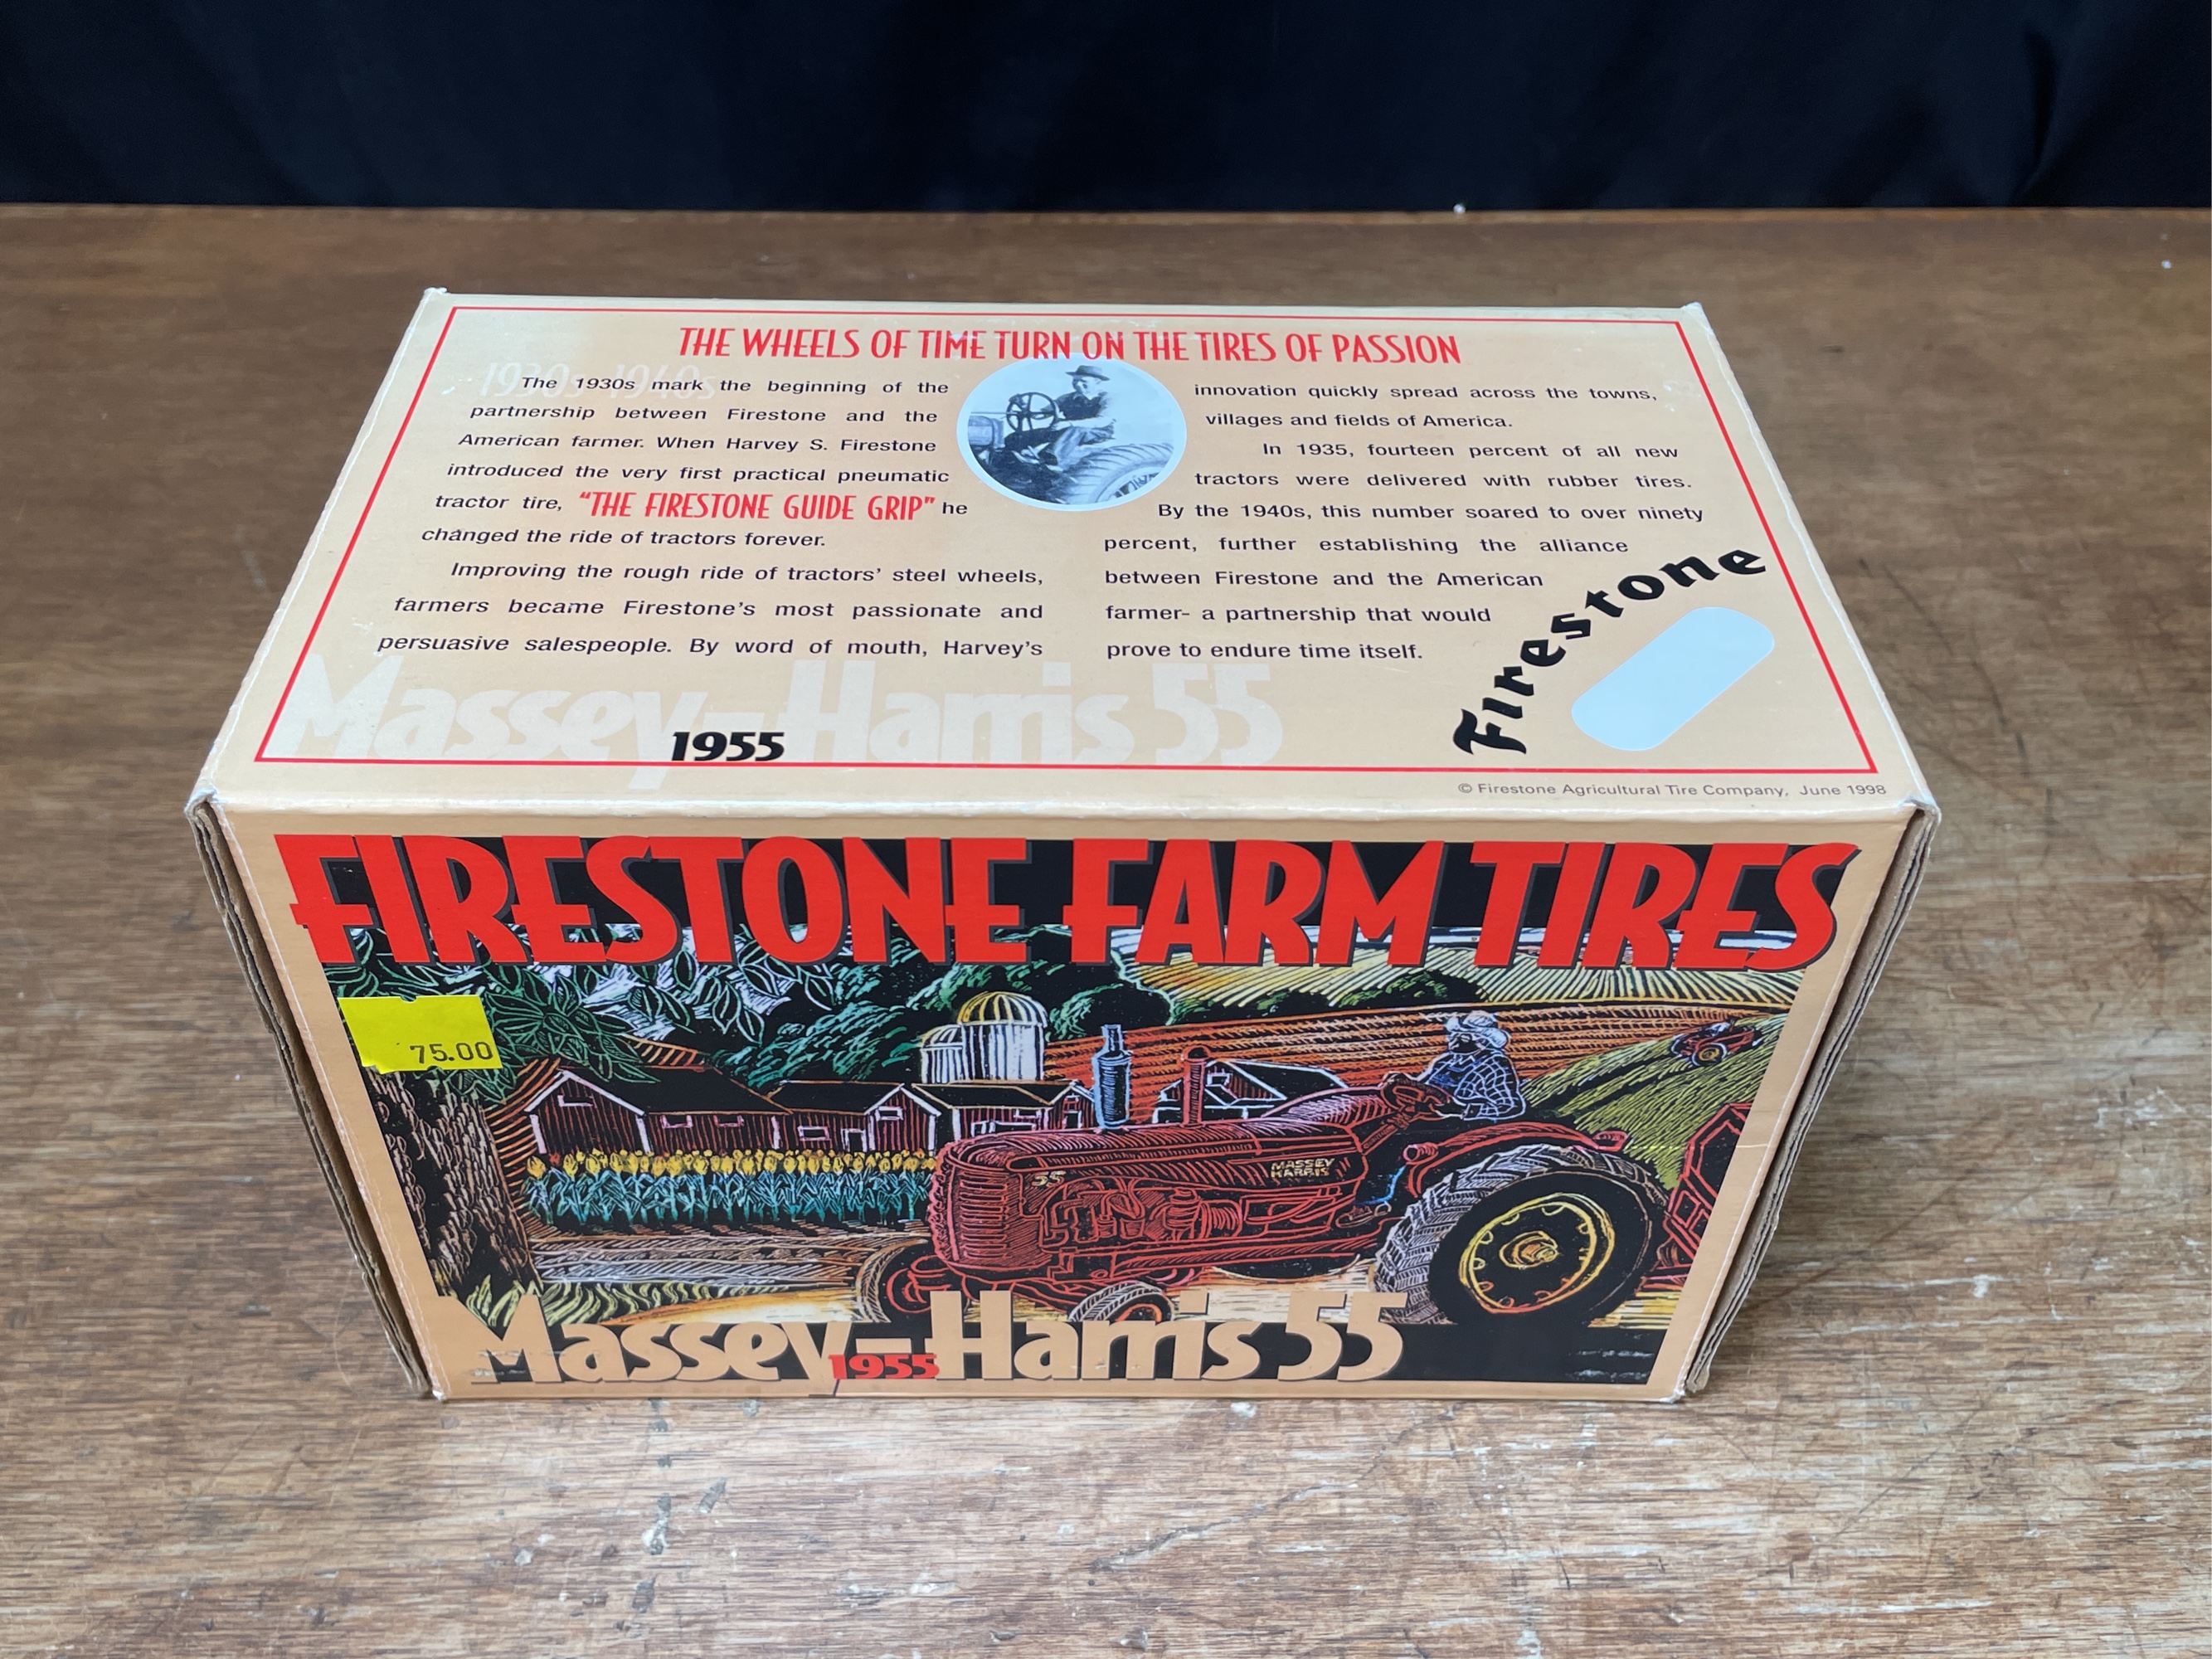 THE WHEELS OF TIME TURN ON THE TIRES OF PASSION
1930s-1940s
The 1930s mark the beginning of the
partnership between Firestone and the
American farmer. When Harvey S. Firestone
introduced the very first practical pneumatic
tractor tire, "THE FIRESTONE GUIDE GRIP" he
changed the ride of tractors forever.
Improving the rough ride of tractors' steel wheels,
farmers became Firestone's most passionate and
persuasive salespeople. By word of mouth, Harvey's
innovation quickly spread across the towns,
villages and fields of America.
In 1935, fourteen percent of all new
tractors were delivered with rubber tires.
By the 1940s, this number soared to over ninety
percent, further establishing the alliance
between Firestone and the American
farmer- a partnership that would
prove to endure time itself.
Firestone
Massey-Harris 55
1955
© Firestone Agricultural Tire Company, June 1998
FIRESTONE FARM TIRES
75.00
MASSEY
HARRIS
55
Massey-Harris 55
1955